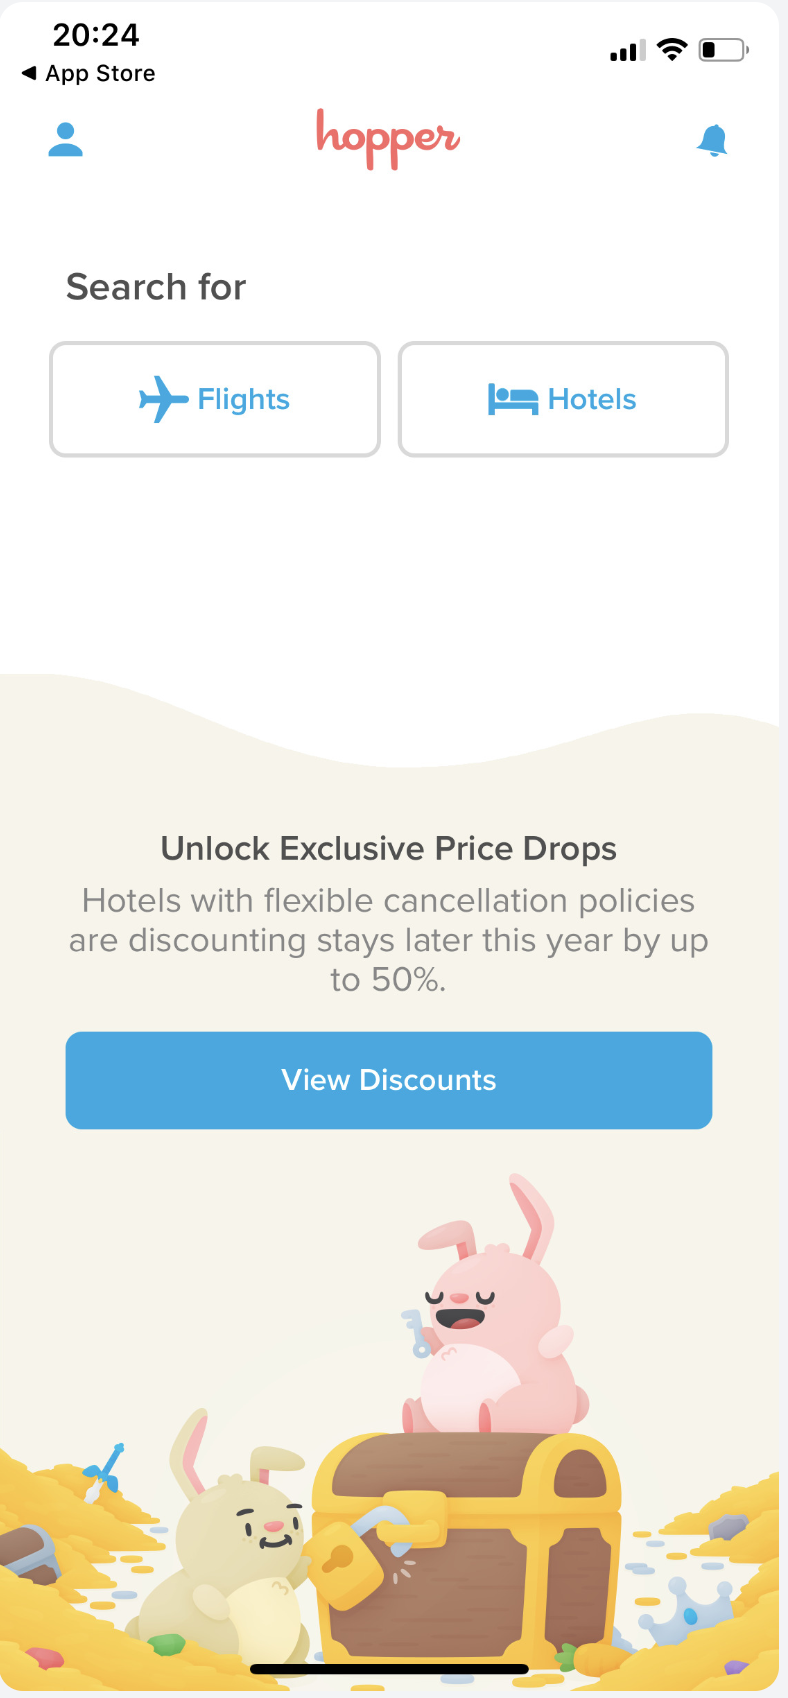 20:24
App Store
hopper
Search for
Flights
Hotels
Unlock Exclusive Price Drops
Hotels with flexible cancellation policies
are discounting stays later this year by up
to 50%.
View Discounts